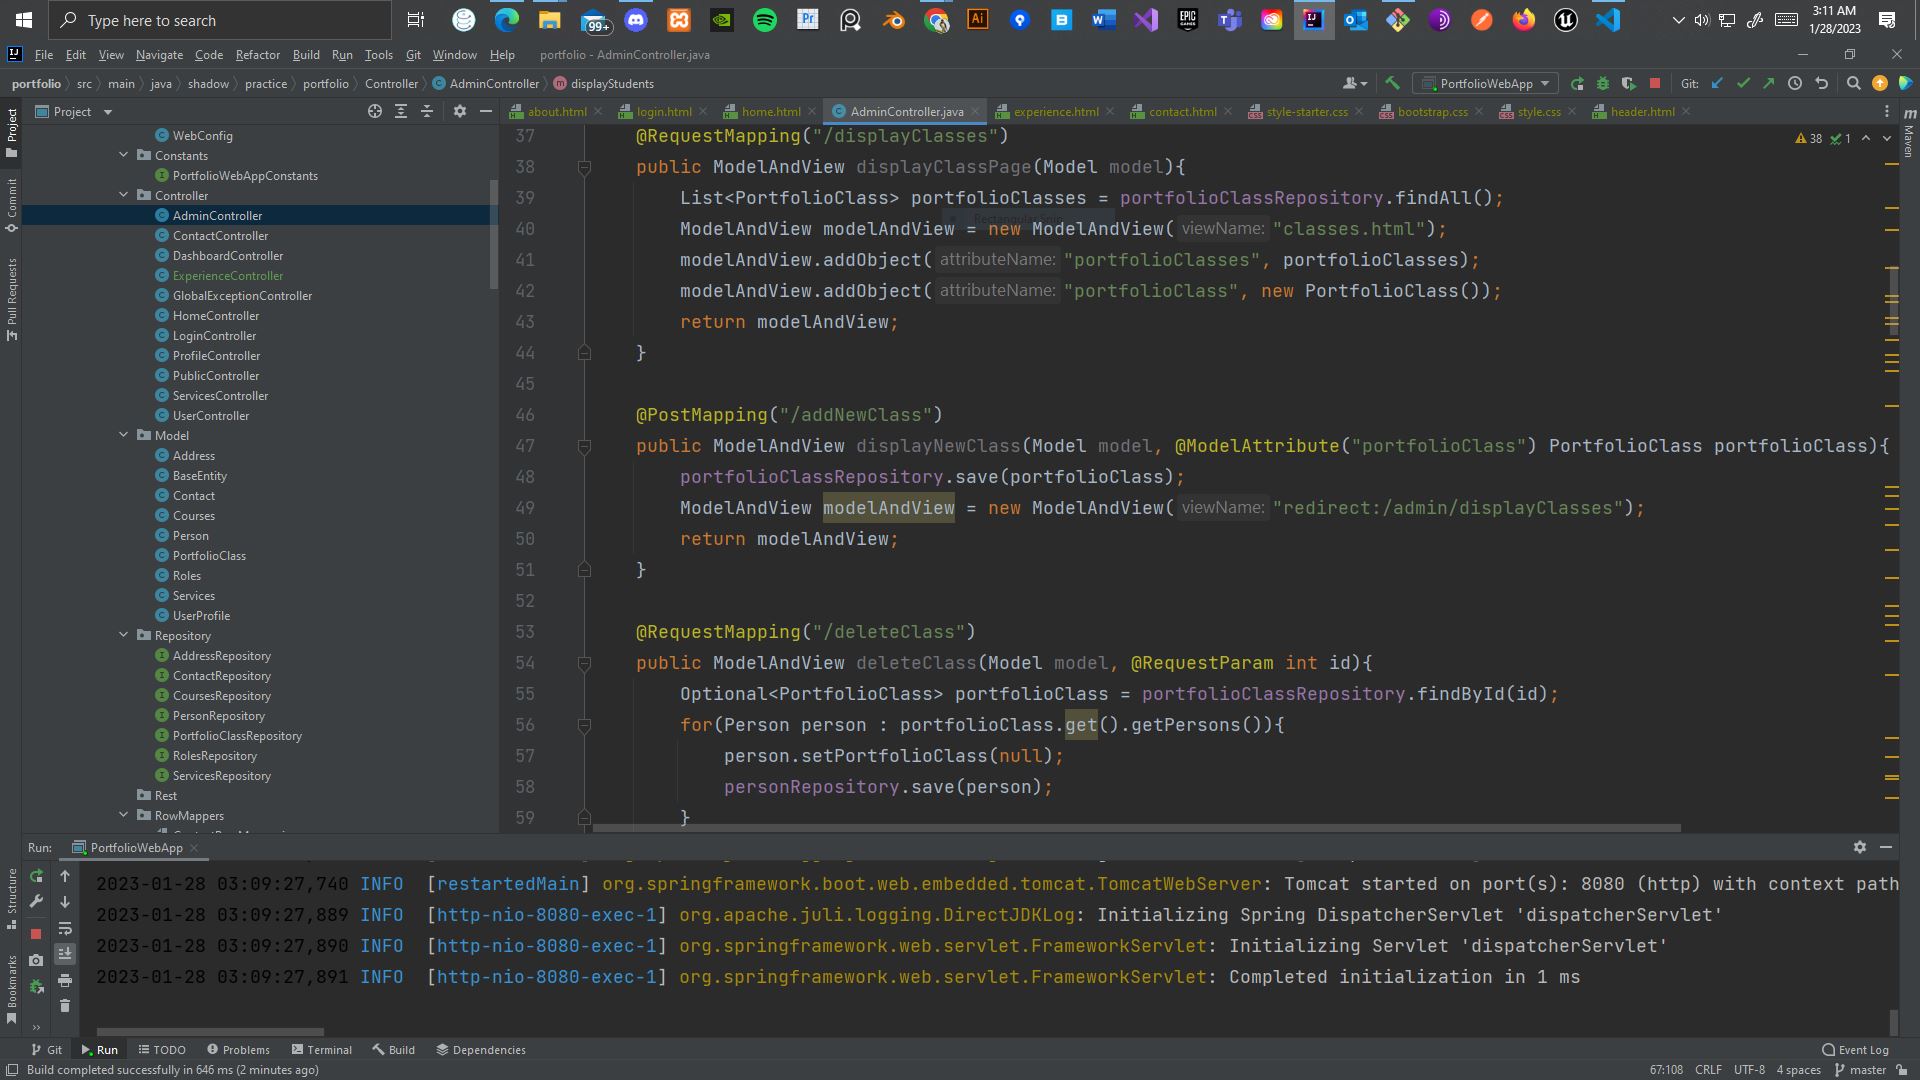 Type here to search
99+
3:11 AM
1/28/2023
File Edit View Navigate Code Refactor Build Run Tools Git Window Help portfolio - AdminController.java
portfolio src main java shadow practice portfolio Controller AdminController displayStudents
PortfolioWebApp
Git:
Project
about.html login.html home.html AdminController.java experience.html contact.html style-starter.css bootstrap.css style.css header.html
Project
Commit
Pull Requests
Structure
Bookmarks
Maven
WebConfig
Constants
PortfolioWebAppConstants
Controller
AdminController
ContactController
DashboardController
ExperienceController
GlobalExceptionController
HomeController
LoginController
ProfileController
PublicController
ServicesController
UserController
Model
Address
BaseEntity
Contact
Courses
Person
PortfolioClass
Roles
Services
UserProfile
Repository
AddressRepository
ContactRepository
CoursesRepository
PersonRepository
PortfolioClassRepository
RolesRepository
ServicesRepository
Rest
RowMappers
38 1
37 @RequestMapping("/displayClasses")
38 public ModelAndView displayClassPage(Model model){
39 List<PortfolioClass> portfolioClasses = portfolioClassRepository.findAll();
Rectangular Snip
40 ModelAndView modelAndView = new ModelAndView( viewName: "classes.html");
41 modelAndView.addObject( attributeName: "portfolioClasses", portfolioClasses);
42 modelAndView.addObject( attributeName: "portfolioClass", new PortfolioClass());
43 return modelAndView;
44 }
45
46 @PostMapping("/addNewClass")
47 public ModelAndView displayNewClass(Model model, @ModelAttribute("portfolioClass") PortfolioClass portfolioClass){
48 portfolioClassRepository.save(portfolioClass);
49 ModelAndView modelAndView = new ModelAndView( viewName: "redirect:/admin/displayClasses");
50 return modelAndView;
51 }
52
53 @RequestMapping("/deleteClass")
54 public ModelAndView deleteClass(Model model, @RequestParam int id){
55 Optional<PortfolioClass> portfolioClass = portfolioClassRepository.findById(id);
56 for(Person person : portfolioClass.get().getPersons()){
57 person.setPortfolioClass(null);
58 personRepository.save(person);
59 }
Run: PortfolioWebApp
2023-01-28 03:09:27,740 INFO [restartedMain] org.springframework.boot.web.embedded.tomcat.TomcatWebServer: Tomcat started on port(s): 8080 (http) with context path
2023-01-28 03:09:27,889 INFO [http-nio-8080-exec-1] org.apache.juli.logging.DirectJDKLog: Initializing Spring DispatcherServlet 'dispatcherServlet'
2023-01-28 03:09:27,890 INFO [http-nio-8080-exec-1] org.springframework.web.servlet.FrameworkServlet: Initializing Servlet 'dispatcherServlet'
2023-01-28 03:09:27,891 INFO [http-nio-8080-exec-1] org.springframework.web.servlet.FrameworkServlet: Completed initialization in 1 ms
Git Run TODO Problems Terminal Build Dependencies Event Log
Build completed successfully in 646 ms (2 minutes ago) 67:108 CRLF UTF-8 4 spaces master